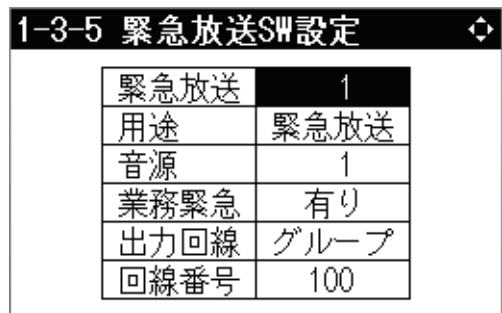 1-3-5 緊急放送SW設定
緊急放送 1
用途 緊急放送
音源 1
業務緊急 有り
出力回線 グループ
回線番号 100